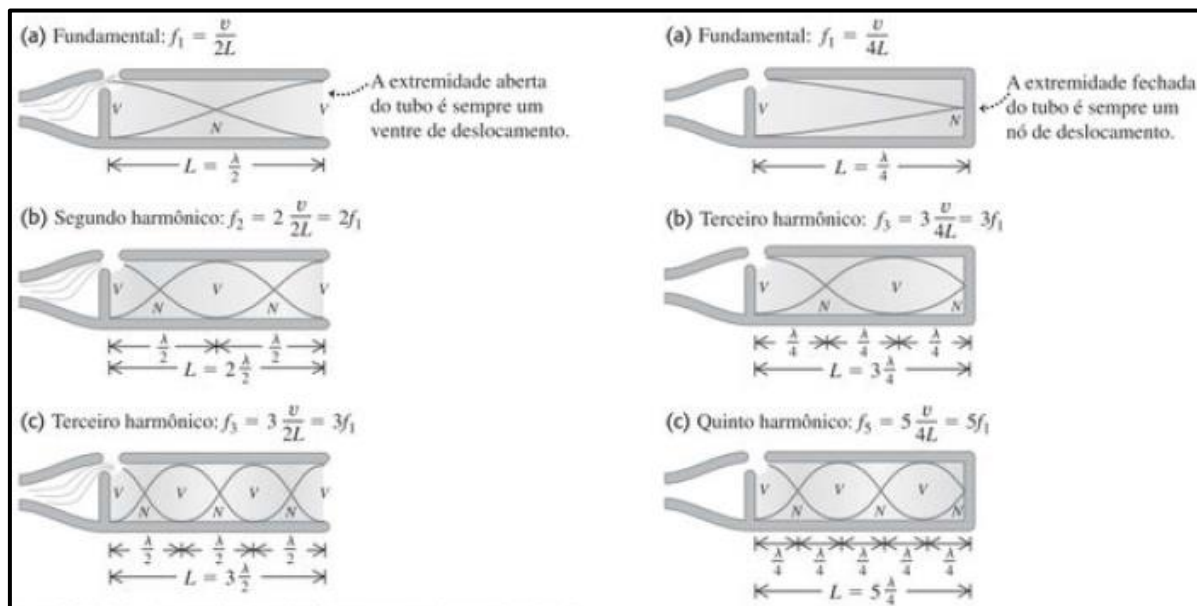 (a) Fundamental: f₁ = v/2L
A extremidade aberta
do tubo é sempre um
ventre de deslocamento.
V N V
L = λ/2
(b) Segundo harmônico: f₂ = 2 v/2L = 2f₁
V N V N V
λ/2 λ/2
L = 2 λ/2
(c) Terceiro harmônico: f₃ = 3 v/2L = 3f₁
V N V N V N V
λ/2 λ/2 λ/2
L = 3 λ/2
(a) Fundamental: f₁ = v/4L
A extremidade fechada
do tubo é sempre um
nó de deslocamento.
V N
L = λ/4
(b) Terceiro harmônico: f₃ = 3 v/4L = 3f₁
V N V N
λ/4 λ/4 λ/4
L = 3 λ/4
(c) Quinto harmônico: f₅ = 5 v/4L = 5f₁
V N V N V N
λ/4 λ/4 λ/4 λ/4 λ/4
L = 5 λ/4